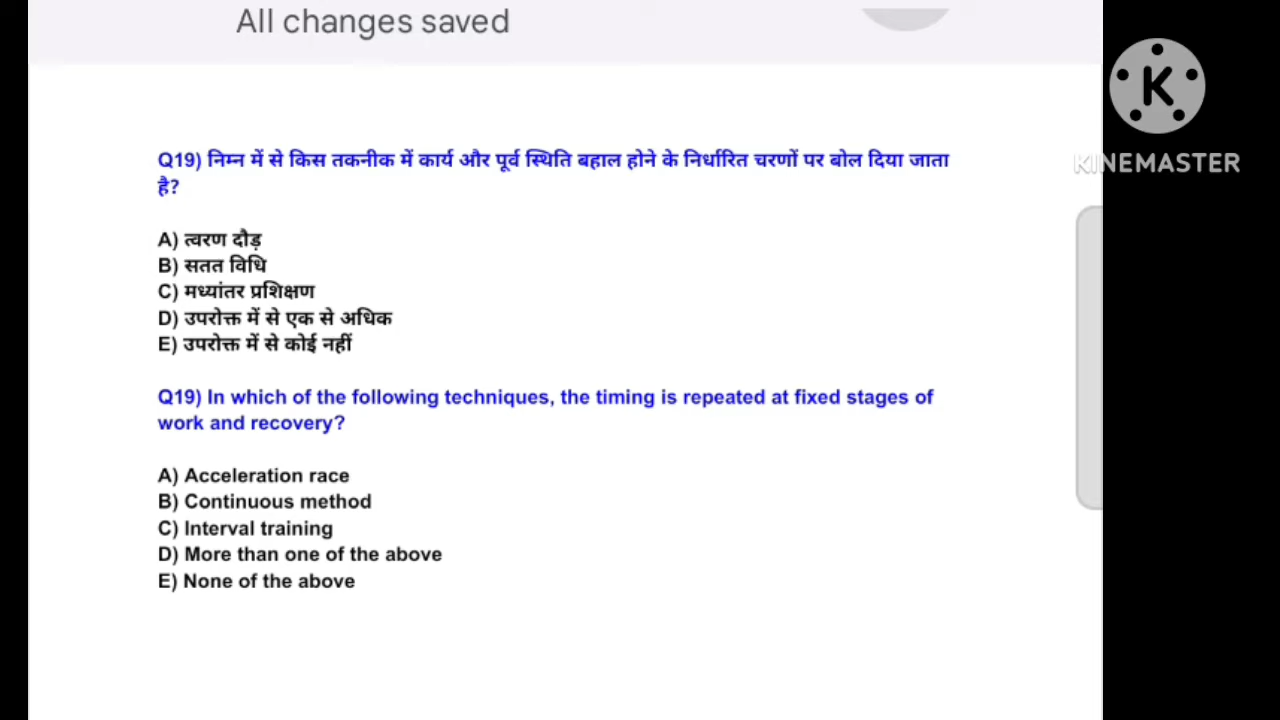 All changes saved
K
KINEMASTER
Q19) निम्न में से किस तकनीक में कार्य और पूर्व स्थिति बहाल होने के निर्धारित चरणों पर बोल दिया जाता
है?
A) त्वरण दौड़
B) सतत विधि
C) मध्यांतर प्रशिक्षण
D) उपरोक्त में से एक से अधिक
E) उपरोक्त में से कोई नहीं
Q19) In which of the following techniques, the timing is repeated at fixed stages of
work and recovery?
A) Acceleration race
B) Continuous method
C) Interval training
D) More than one of the above
E) None of the above